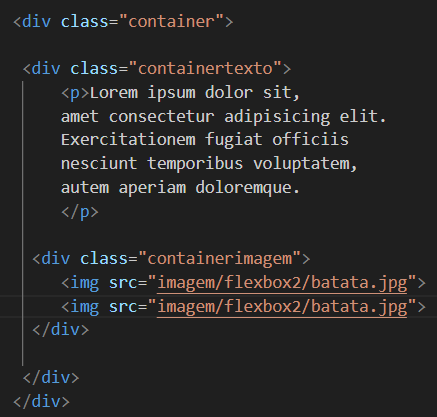 <div class="container">
<div class="containertexto">
<p>Lorem ipsum dolor sit,
amet consectetur adipisicing elit.
Exercitationem fugiat officiis
nesciunt temporibus voluptatem,
autem aperiam doloremque.
</p>
<div class="containerimagem">
<img src="imagem/flexbox2/batata.jpg">
<img src="imagem/flexbox2/batata.jpg">
</div>
</div>
</div>